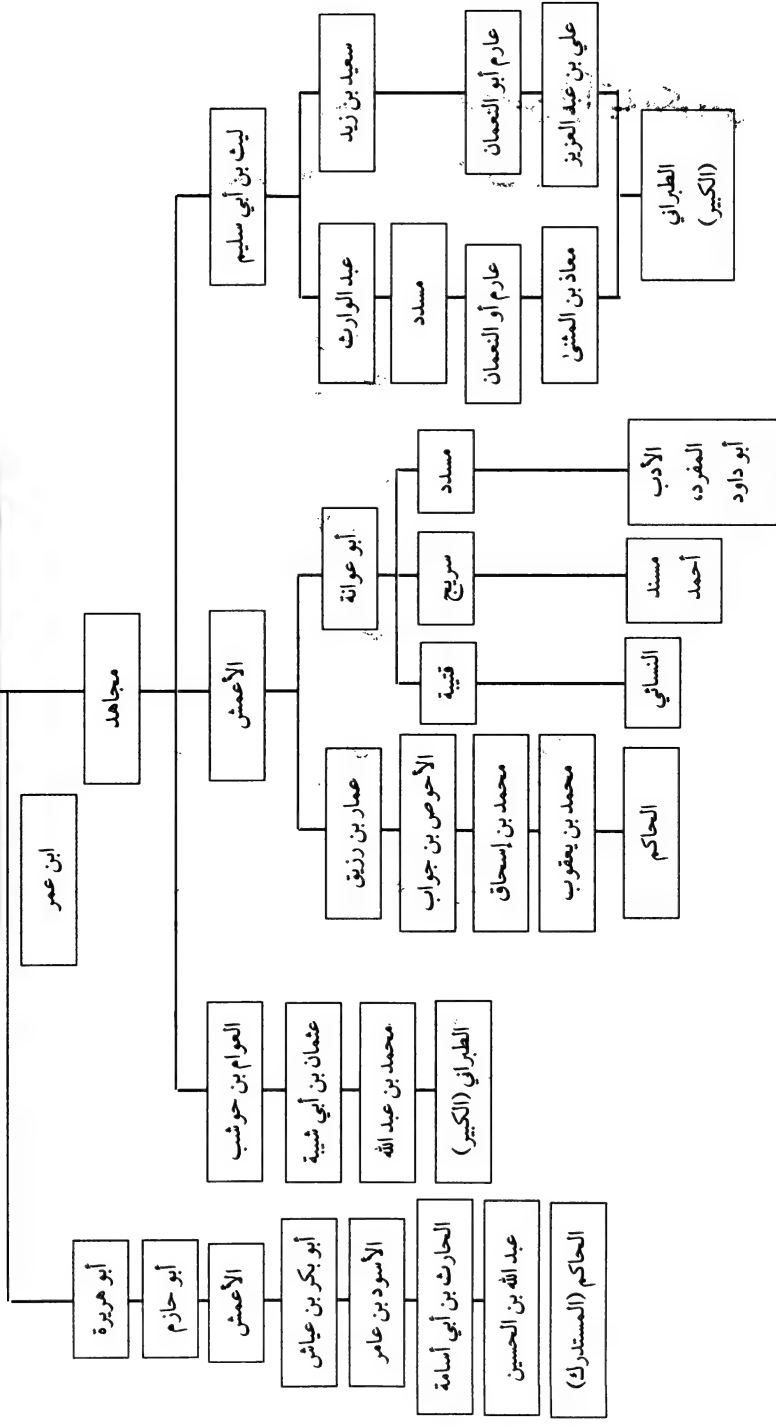 ابن عمر
مجاهد
ليث بن أبي سليم
سعيد بن زيد
عارم أبو النعمان
علي بن عبد العزيز
عبد الوارث
مسدد
عارم أو النعمان
معاذ بن المثنى
الطبراني
(الكبير)
الأعمش
أبو عوانة
مسدد
الأدب
المفرد،
أبو داود
سريج
مسند
أحمد
قتيبة
النسائي
عمار بن رزيق
الأحوص بن جواب
محمد بن إسحاق
محمد بن يعقوب
الحاكم
العوام بن حوشب
عثمان بن أبي شيبة
محمد بن عبد الله
الطبراني (الكبير)
أبو هريرة
أبو حازم
الأعمش
أبو بكر بن عياش
الأسود بن عامر
الحارث بن أبي أسامة
عبد الله بن الحسين
الحاكم (المستدرك)